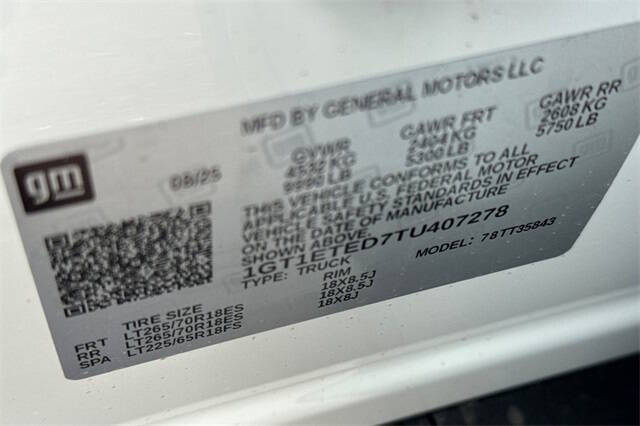 MFD BY GENERAL MOTORS LLC
gm
08/25
GVWR GAWR FRT GAWR RR
4532 KG 2404 KG 2608 KG
5300 LB 5750 LB
THIS VEHICLE CONFORMS TO ALL
APPLICABLE U.S. FEDERAL MOTOR
VEHICLE SAFETY STANDARDS IN EFFECT
ON THE DATE OF MANUFACTURE
SHOWN ABOVE.
1GT1ETED7TU407278
TYPE: TRUCK MODEL: 78TT35843
TIRE SIZE RIM
FRT LT265/70R18ES 18X8.5J
RR LT265/70R18ES 18X8.5J
SPA LT225/65R18FS 18X8J